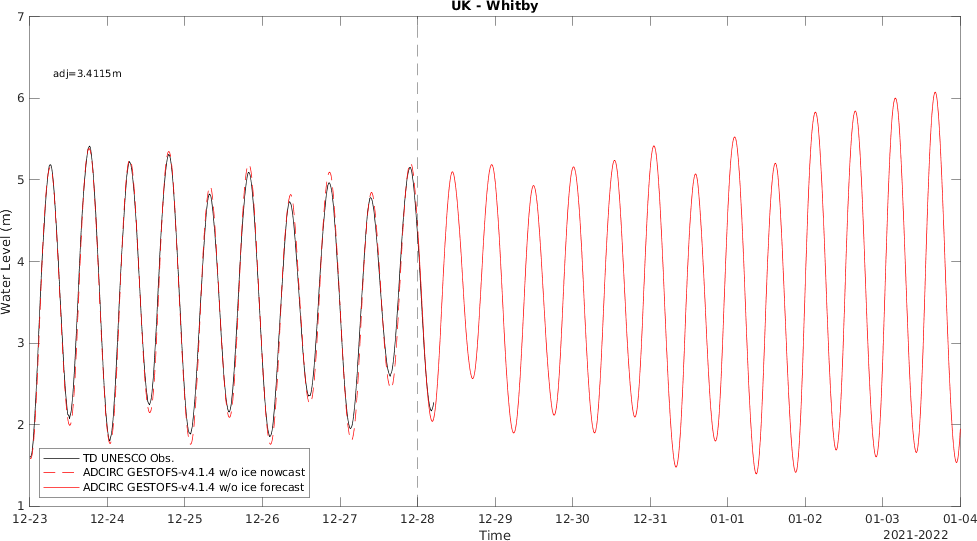 UK - Whitby
7
adj=3.4115m
6
5
4
3
2
1
Water Level (m)
TD UNESCO Obs.
ADCIRC GESTOFS-v4.1.4 w/o ice nowcast
ADCIRC GESTOFS-v4.1.4 w/o ice forecast
12-23 12-24 12-25 12-26 12-27 12-28 12-29 12-30 12-31 01-01 01-02 01-03 01-04
Time
2021-2022